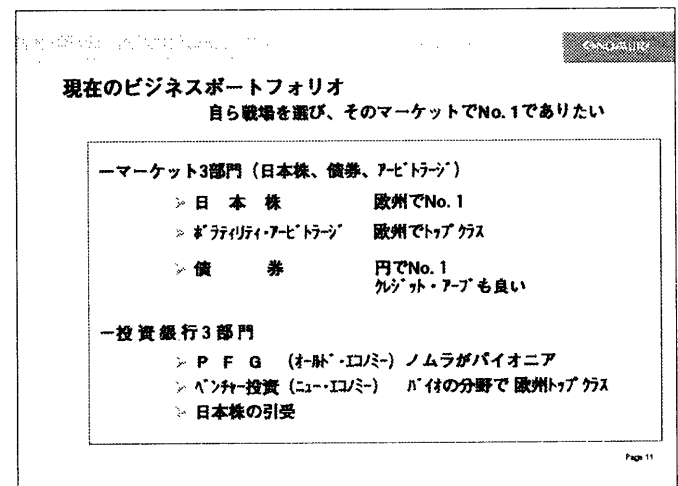 NOMURA
現在のビジネスポートフォリオ
自ら戦場を選び、そのマーケットでNo.1でありたい
ーマーケット3部門（日本株、債券、ｱｰﾋﾞﾄﾗｰｼﾞ）
> 日 本 株 欧州でNo.1
> ﾎﾞﾗﾃｨﾘﾃｨ･ｱｰﾋﾞﾄﾗｰｼﾞ 欧州でﾄｯﾌﾟｸﾗｽ
> 債 券 円でNo.1
ｸﾚｼﾞｯﾄ・ｱｰﾌﾞも良い
ー投資銀行3部門
> P F G （ｵｰﾙﾄﾞ･ｴｺﾉﾐｰ）ノムラがパイオニア
> ﾍﾞﾝﾁｬｰ投資（ﾆｭｰ･ｴｺﾉﾐｰ） ﾊﾞｲｵの分野で欧州ﾄｯﾌﾟｸﾗｽ
> 日本株の引受
Page 11